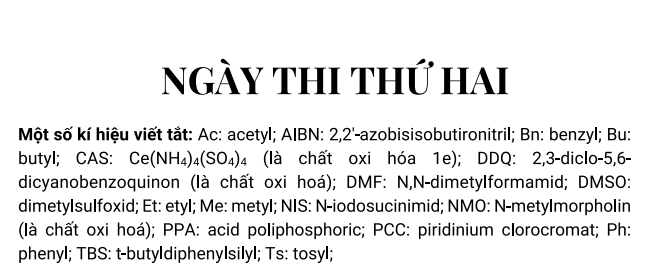 NGÀY THI THỨ HAI
Một số kí hiệu viết tắt: Ac: acetyl; AIBN: 2,2'-azobisisobutironitril; Bn: benzyl; Bu:
butyl; CAS: Ce(NH₄)₄(SO₄)₄ (là chất oxi hóa 1e); DDQ: 2,3-diclo-5,6-
dicyanobenzoquinon (là chất oxi hoá); DMF: N,N-dimetylformamid; DMSO:
dimetylsulfoxid; Et: etyl; Me: metyl; NIS: N-iodosucinimid; NMO: N-metylmorpholin
(là chất oxi hoá); PPA: acid poliphosphoric; PCC: piridinium clorocromat; Ph:
phenyl; TBS: t-butyldiphenylsilyl; Ts: tosyl;